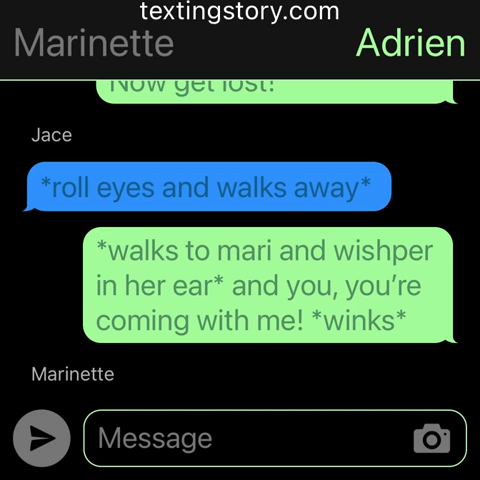 textingstory.com
Marinette
Adrien
Now get lost!
Jace
*roll eyes and walks away*
*walks to mari and wishper
in her ear* and you, you’re
coming with me! *winks*
Marinette
Message